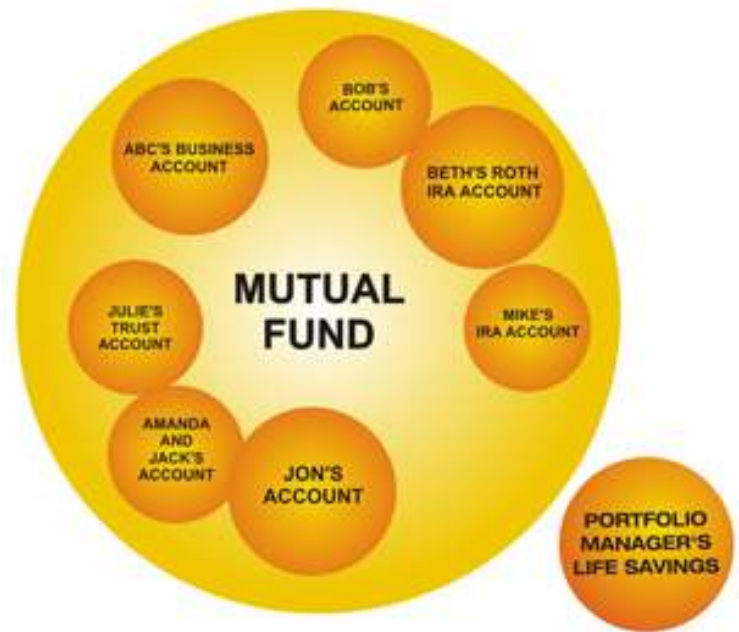 BOB'S
ACCOUNT
ABC'S BUSINESS
ACCOUNT
BETH'S ROTH
IRA ACCOUNT
MUTUAL
FUND
JULIE'S
TRUST
ACCOUNT
MIKE'S
IRA ACCOUNT
AMANDA
AND
JACK'S
ACCOUNT
JON'S
ACCOUNT
PORTFOLIO
MANAGER'S
LIFE SAVINGS